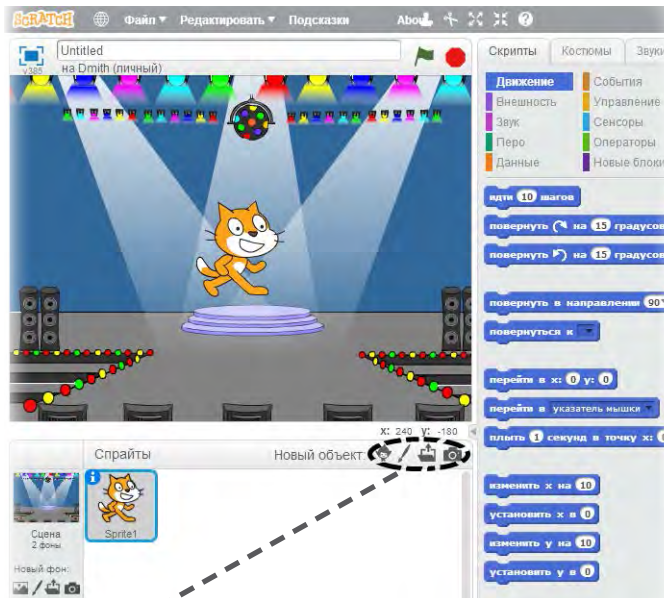 SCRATCH Файл Редактировать Подсказки About
Untitled
v385 на Dmith (личный)
Скрипты Костюмы Звуки
Движение События
Внешность Управление
Звук Сенсоры
Перо Операторы
Данные Новые блоки
идти 10 шагов
повернуть на 15 градусов
повернуть на 15 градусов
повернуть в направлении 90
повернуться к
перейти в x: 0 y: 0
перейти в указатель мышки
плыть 1 секунд в точку x: 0
изменить x на 10
установить x в 0
изменить y на 10
установить y в 0
x: 240 y: -180
Спрайты Новый объект:
Sprite1
Сцена
2 фоны
Новый фон: